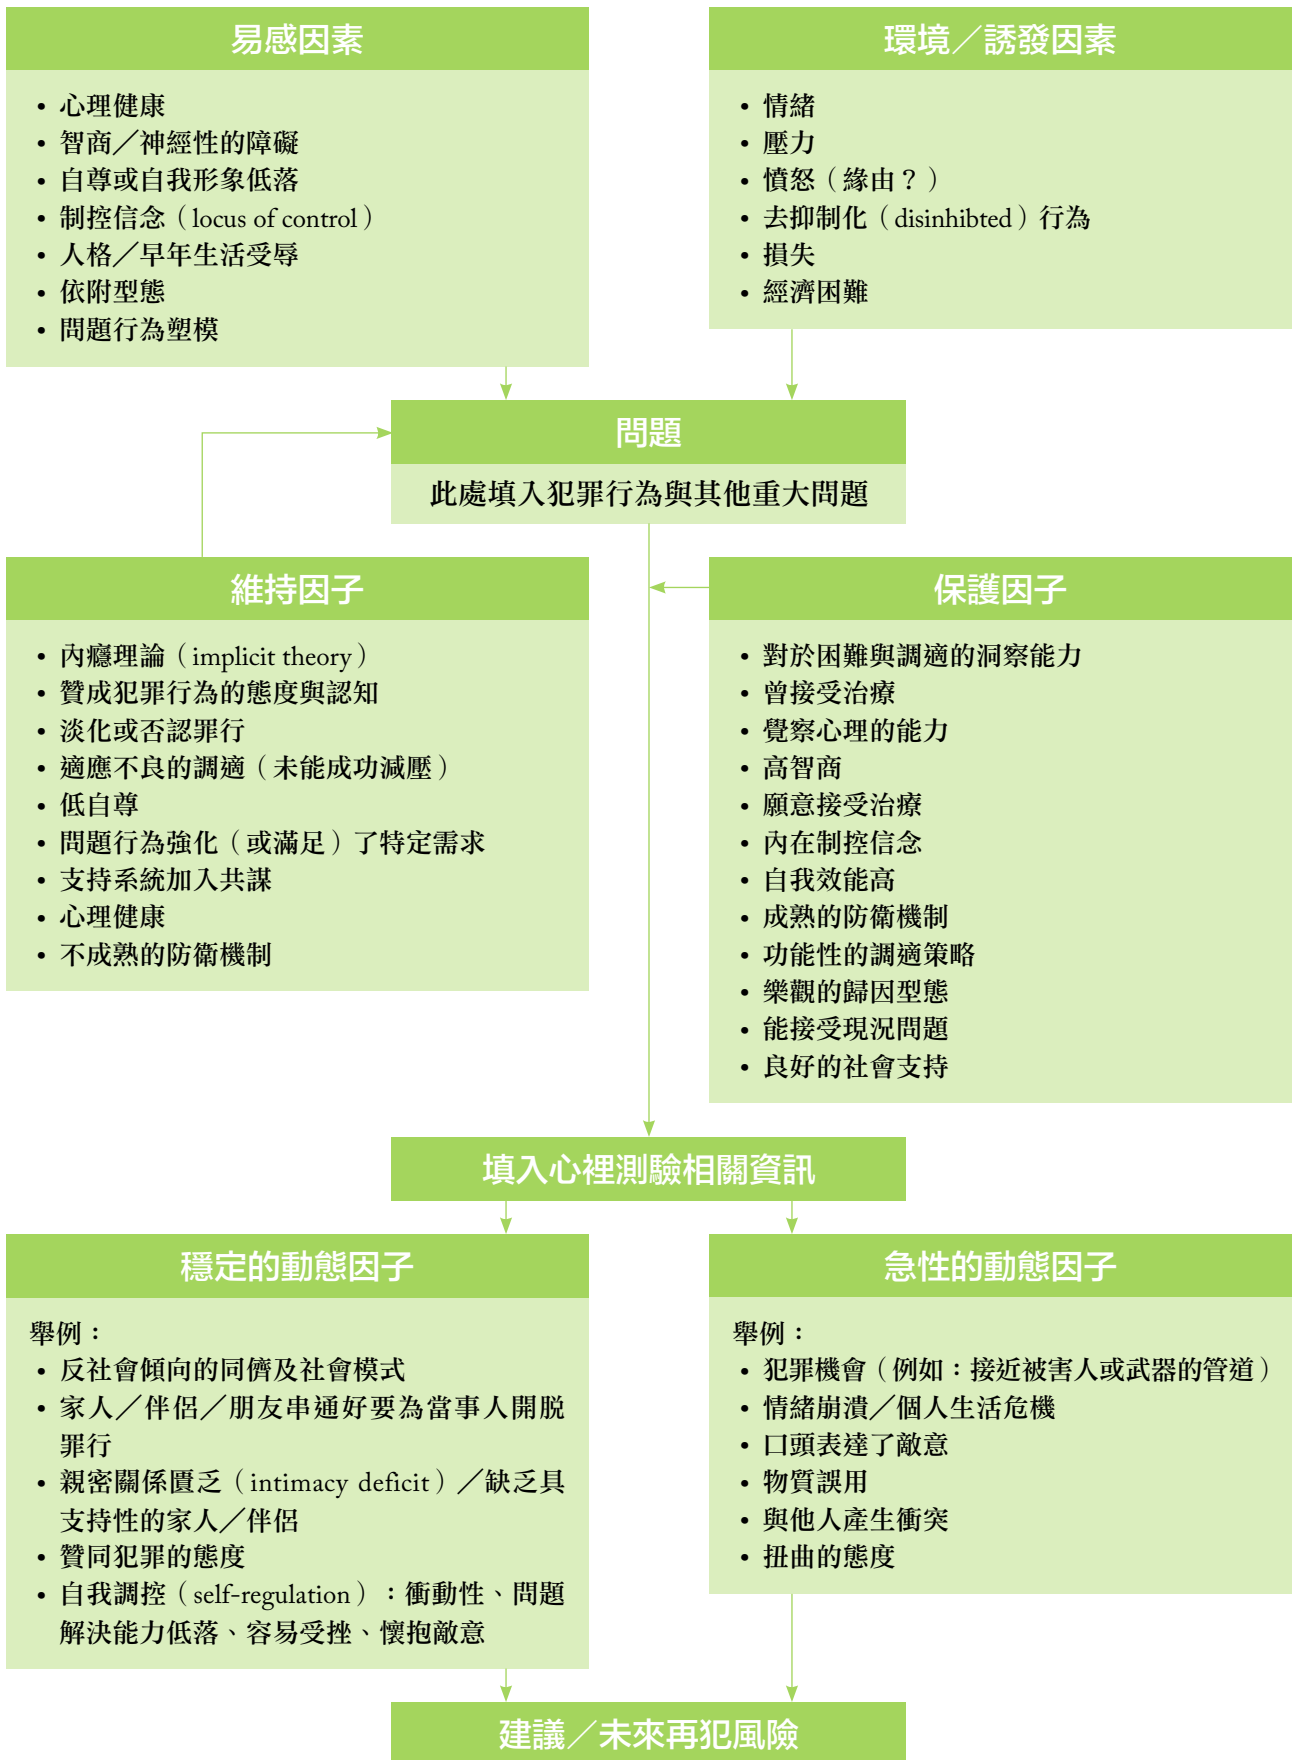 易感因素
• 心理健康
• 智商／神經性的障礙
• 自尊或自我形象低落
• 制控信念（locus of control）
• 人格／早年生活受辱
• 依附型態
• 問題行為塑模
環境／誘發因素
• 情緒
• 壓力
• 憤怒（緣由？）
• 去抑制化（disinhibted）行為
• 損失
• 經濟困難
問題
此處填入犯罪行為與其他重大問題
維持因子
• 內癮理論（implicit theory）
• 贊成犯罪行為的態度與認知
• 淡化或否認罪行
• 適應不良的調適（未能成功減壓）
• 低自尊
• 問題行為強化（或滿足）了特定需求
• 支持系統加入共謀
• 心理健康
• 不成熟的防衛機制
保護因子
• 對於困難與調適的洞察能力
• 曾接受治療
• 覺察心理的能力
• 高智商
• 願意接受治療
• 內在制控信念
• 自我效能高
• 成熟的防衛機制
• 功能性的調適策略
• 樂觀的歸因型態
• 能接受現況問題
• 良好的社會支持
填入心裡測驗相關資訊
穩定的動態因子
舉例：
• 反社會傾向的同儕及社會模式
• 家人／伴侶／朋友串通好要為當事人開脫
罪行
• 親密關係匱乏（intimacy deficit）／缺乏具
支持性的家人／伴侶
• 贊同犯罪的態度
• 自我調控（self-regulation）：衝動性、問題
解決能力低落、容易受挫、懷抱敵意
急性的動態因子
舉例：
• 犯罪機會（例如：接近被害人或武器的管道）
• 情緒崩潰／個人生活危機
• 口頭表達了敵意
• 物質誤用
• 與他人產生衝突
• 扭曲的態度
建議／未來再犯風險